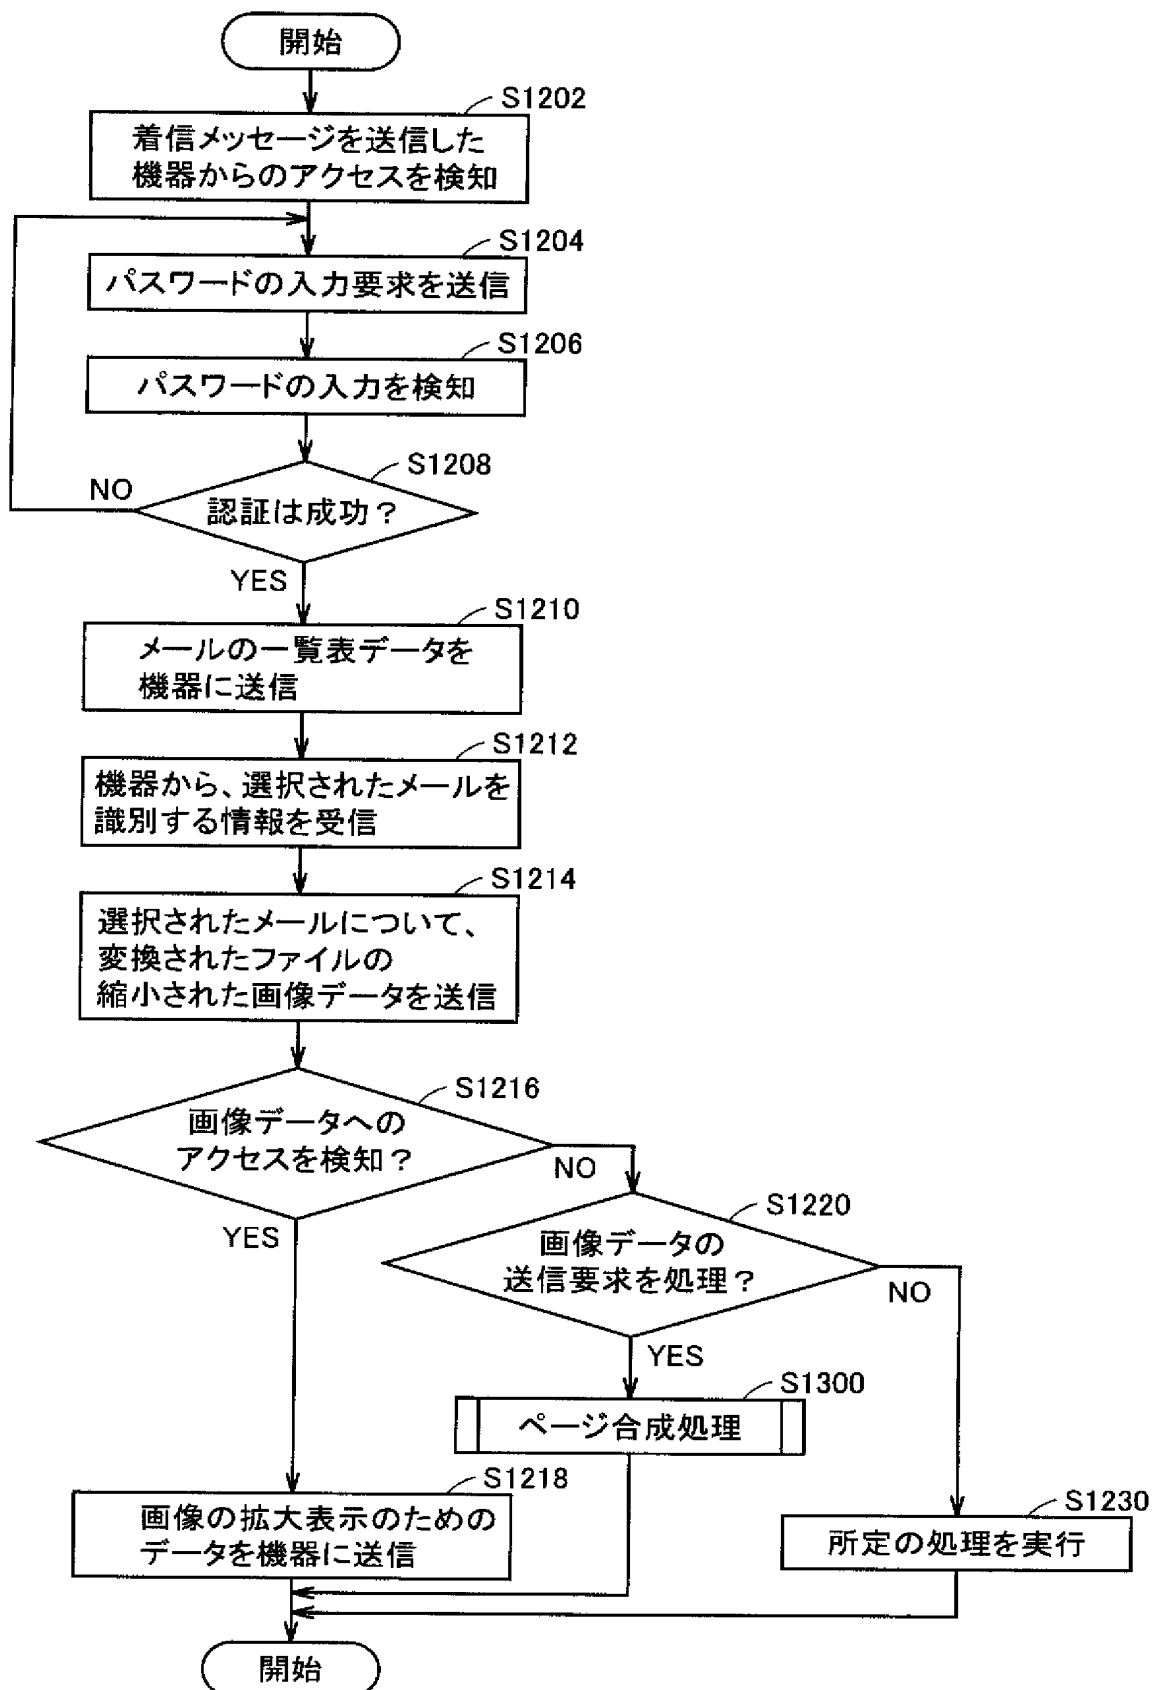 開始
S1202
着信メッセージを送信した
機器からのアクセスを検知
S1204
パスワードの入力要求を送信
S1206
パスワードの入力を検知
S1208
NO
認証は成功?
YES
S1210
メールの一覧表データを
機器に送信
S1212
機器から、選択されたメールを
識別する情報を受信
S1214
選択されたメールについて、
変換されたファイルの
縮小された画像データを送信
S1216
画像データへの
アクセスを検知?
NO
YES
S1220
画像データの
送信要求を処理?
NO
YES
S1300
ページ合成処理
S1218
画像の拡大表示のための
データを機器に送信
S1230
所定の処理を実行
開始